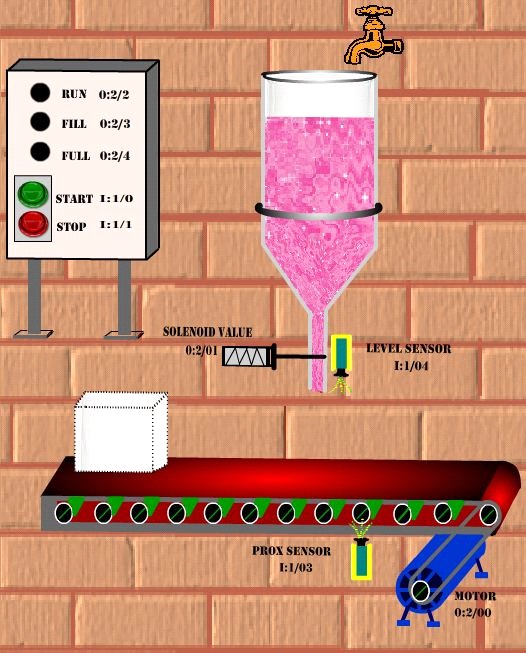 RUN 0:2/2
FILL 0:2/3
FULL 0:2/4
START I:1/0
STOP I:1/1
SOLENOID VALUE
0:2/01
LEVEL SENSOR
I:1/04
PROX SENSOR
I:1/03
MOTOR
0:2/00